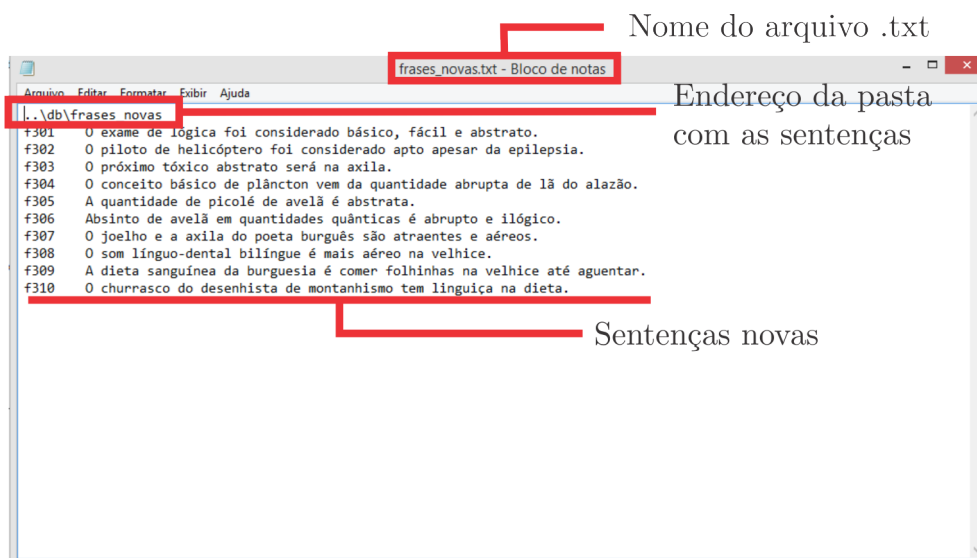 Nome do arquivo .txt
frases_novas.txt - Bloco de notas
Arquivo Editar Formatar Exibir Ajuda
Endereço da pasta
com as sentenças
..\db\frases_novas
f301 O exame de lógica foi considerado básico, fácil e abstrato.
f302 O piloto de helicóptero foi considerado apto apesar da epilepsia.
f303 O próximo tóxico abstrato será na axila.
f304 O conceito básico de plâncton vem da quantidade abrupta de lã do alazão.
f305 A quantidade de picolé de avelã é abstrata.
f306 Absinto de avelã em quantidades quânticas é abrupto e ilógico.
f307 O joelho e a axila do poeta burguês são atraentes e aéreos.
f308 O som línguo-dental bilíngue é mais aéreo na velhice.
f309 A dieta sanguínea da burguesia é comer folhinhas na velhice até aguentar.
f310 O churrasco do desenhista de montanhismo tem linguiça na dieta.
Sentenças novas